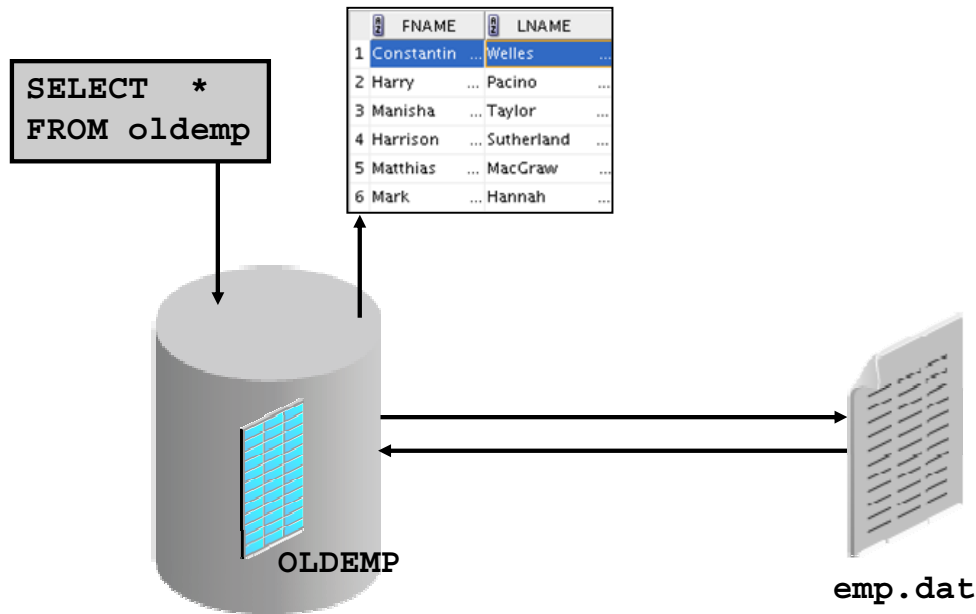 FNAME LNAME
1 Constantin ... Welles ...
2 Harry ... Pacino ...
3 Manisha ... Taylor ...
4 Harrison ... Sutherland ...
5 Matthias ... MacGraw ...
6 Mark ... Hannah ...
SELECT *
FROM oldemp
OLDEMP
emp.dat